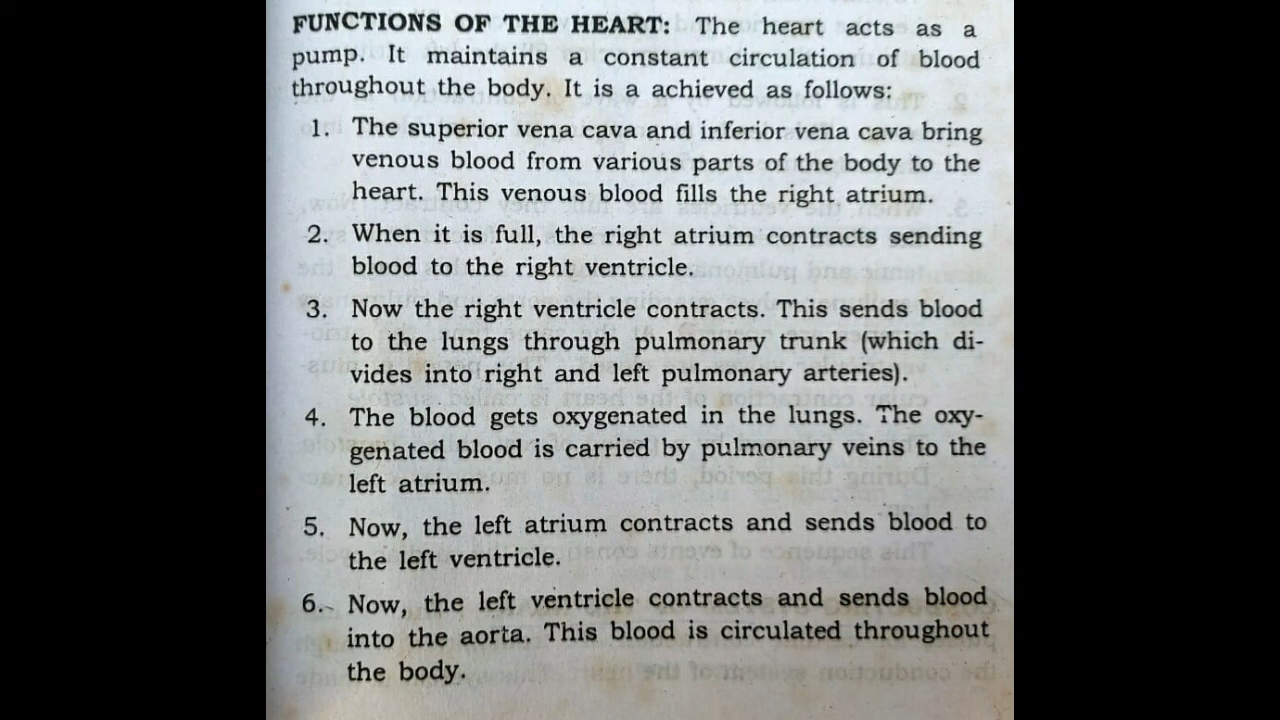 FUNCTIONS OF THE HEART: The heart acts as a
pump. It maintains a constant circulation of blood
throughout the body. It is a achieved as follows:
1. The superior vena cava and inferior vena cava bring
venous blood from various parts of the body to the
heart. This venous blood fills the right atrium.
2. When it is full, the right atrium contracts sending
blood to the right ventricle.
3. Now the right ventricle contracts. This sends blood
to the lungs through pulmonary trunk (which di-
vides into right and left pulmonary arteries).
4. The blood gets oxygenated in the lungs. The oxy-
genated blood is carried by pulmonary veins to the
left atrium.
5. Now, the left atrium contracts and sends blood to
the left ventricle.
6. Now, the left ventricle contracts and sends blood
into the aorta. This blood is circulated throughout
the body.